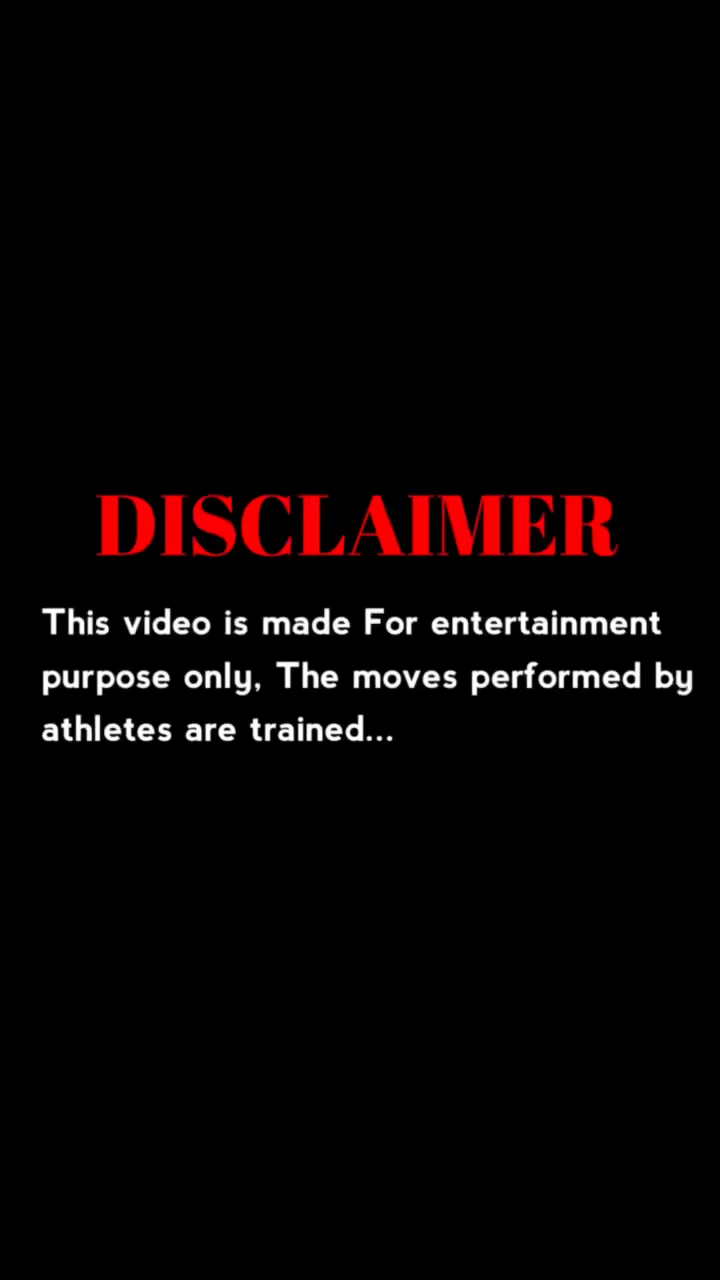 DISCLAIMER
This video is made For entertainment
purpose only, The moves performed by
athletes are trained...